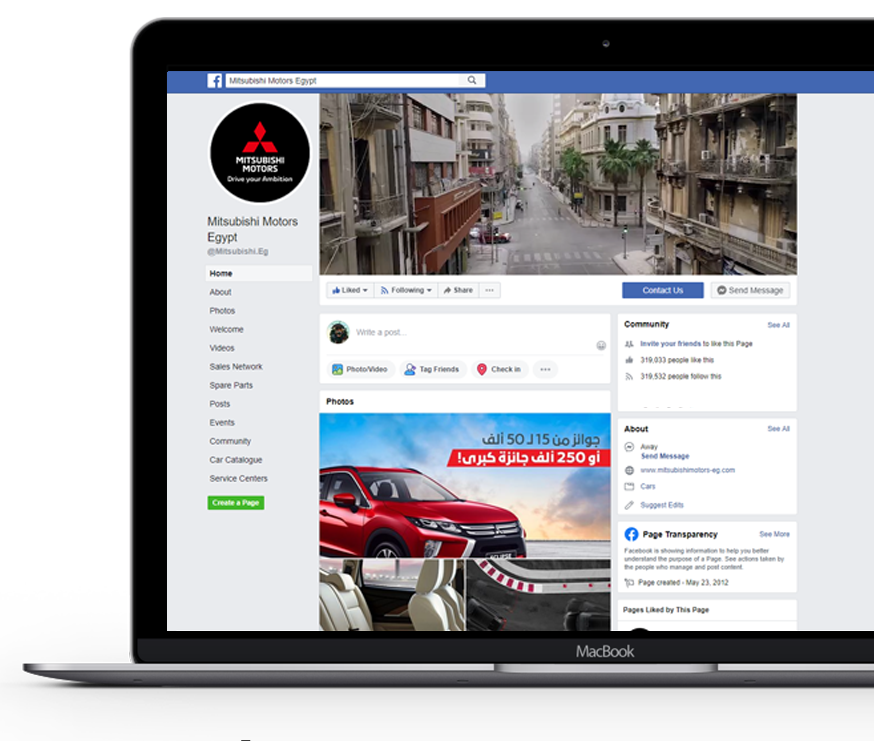 Mitsubishi Motors Egypt
MITSUBISHI
MOTORS
Drive your Ambition
Mitsubishi Motors
Egypt
@Mitsubishi.Eg
Home
About
Photos
Welcome
Videos
Sales Network
Spare Parts
Posts
Events
Community
Car Catalogue
Service Centers
Create a Page
Liked
Following
Share
Contact Us
Send Message
Write a post...
Photo/Video
Tag Friends
Check in
Photos
جوائز من 15 لـ 50 ألف
أو 250 ألف جائزة كبرى!
ECLIPSE
Community
See All
Invite your friends to like this Page
319,033 people like this
319,532 people follow this
About
See All
Away
Send Message
www.mitsubishimotors-eg.com
Cars
Suggest Edits
Page Transparency
See More
Facebook is showing information to help you better
understand the purpose of a Page. See actions taken by
the people who manage and post content.
Page created - May 23, 2012
Pages Liked by This Page
MacBook